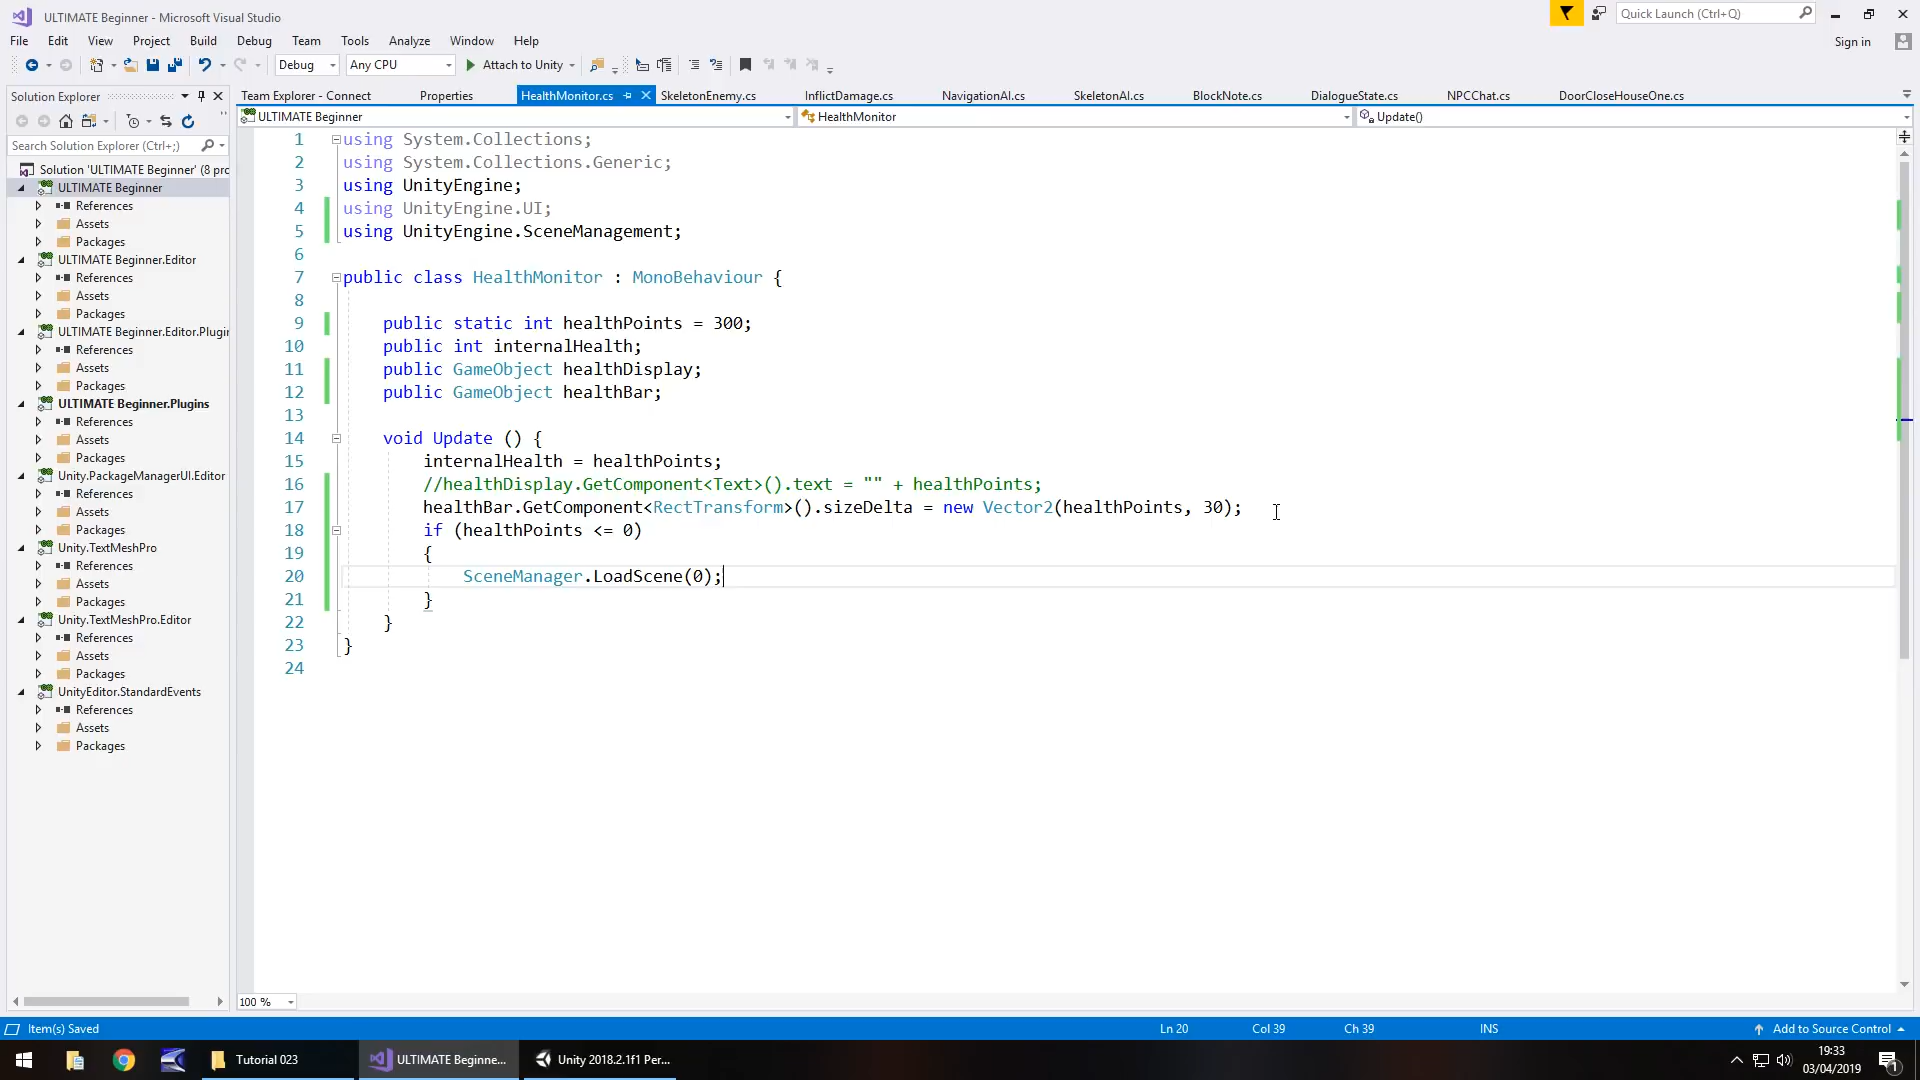 ULTIMATE Beginner - Microsoft Visual Studio
Quick Launch (Ctrl+Q)
File Edit View Project Build Debug Team Tools Analyze Window Help
Sign in
Debug Any CPU Attach to Unity
Solution Explorer
Team Explorer - Connect Properties HealthMonitor.cs SkeletonEnemy.cs InflictDamage.cs NavigationAI.cs SkeletonAI.cs BlockNote.cs DialogueState.cs NPCChat.cs DoorCloseHouseOne.cs
ULTIMATE Beginner HealthMonitor Update()
Search Solution Explorer (Ctrl+;)
Solution 'ULTIMATE Beginner' (8 pro
ULTIMATE Beginner
References
Assets
Packages
ULTIMATE Beginner.Editor
References
Assets
Packages
ULTIMATE Beginner.Editor.Plugin
References
Assets
Packages
ULTIMATE Beginner.Plugins
References
Assets
Packages
Unity.PackageManagerUI.Editor
References
Assets
Packages
Unity.TextMeshPro
References
Assets
Packages
Unity.TextMeshPro.Editor
References
Assets
Packages
UnityEditor.StandardEvents
References
Assets
Packages
1 using System.Collections;
2 using System.Collections.Generic;
3 using UnityEngine;
4 using UnityEngine.UI;
5 using UnityEngine.SceneManagement;
6
7 public class HealthMonitor : MonoBehaviour {
8
9 public static int healthPoints = 300;
10 public int internalHealth;
11 public GameObject healthDisplay;
12 public GameObject healthBar;
13
14 void Update () {
15 internalHealth = healthPoints;
16 //healthDisplay.GetComponent<Text>().text = "" + healthPoints;
17 healthBar.GetComponent<RectTransform>().sizeDelta = new Vector2(healthPoints, 30);
18 if (healthPoints <= 0)
19 {
20 SceneManager.LoadScene(0);
21 }
22 }
23 }
24
100 %
Item(s) Saved Ln 20 Col 39 Ch 39 INS Add to Source Control
Tutorial 023 ULTIMATE Beginne... Unity 2018.2.1f1 Per...
19:33
03/04/2019
1